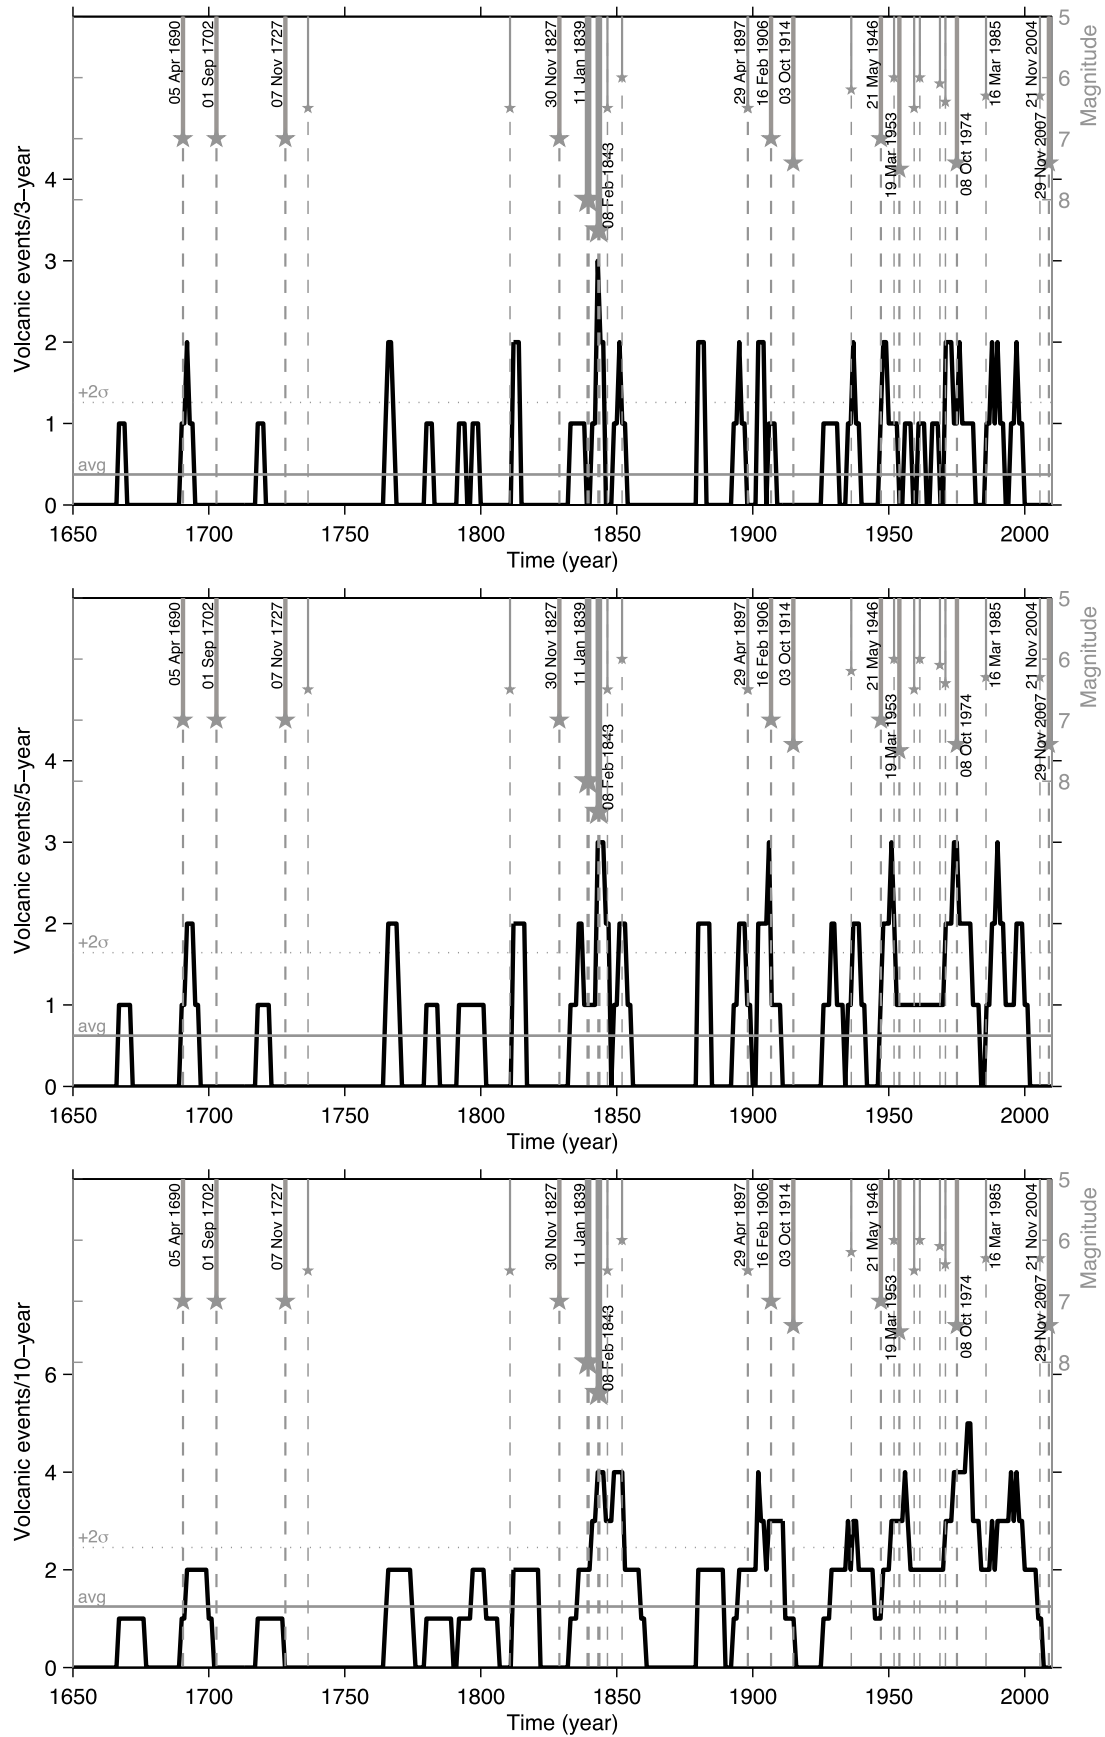 05 Apr 1690
01 Sep 1702
07 Nov 1727
30 Nov 1827
11 Jan 1839
08 Feb 1843
29 Apr 1897
16 Feb 1906
03 Oct 1914
21 May 1946
19 Mar 1953
08 Oct 1974
16 Mar 1985
21 Nov 2004
29 Nov 2007
5
6
7
8
Magnitude
Volcanic events/3−year
4
3
2
1
0
+2σ
avg
1650 1700 1750 1800 1850 1900 1950 2000
Time (year)
05 Apr 1690
01 Sep 1702
07 Nov 1727
30 Nov 1827
11 Jan 1839
08 Feb 1843
29 Apr 1897
16 Feb 1906
03 Oct 1914
21 May 1946
19 Mar 1953
08 Oct 1974
16 Mar 1985
21 Nov 2004
29 Nov 2007
5
6
7
8
Magnitude
Volcanic events/5−year
4
3
2
1
0
+2σ
avg
1650 1700 1750 1800 1850 1900 1950 2000
Time (year)
05 Apr 1690
01 Sep 1702
07 Nov 1727
30 Nov 1827
11 Jan 1839
08 Feb 1843
29 Apr 1897
16 Feb 1906
03 Oct 1914
21 May 1946
19 Mar 1953
08 Oct 1974
16 Mar 1985
21 Nov 2004
29 Nov 2007
5
6
7
8
Magnitude
Volcanic events/10−year
6
4
2
0
+2σ
avg
1650 1700 1750 1800 1850 1900 1950 2000
Time (year)